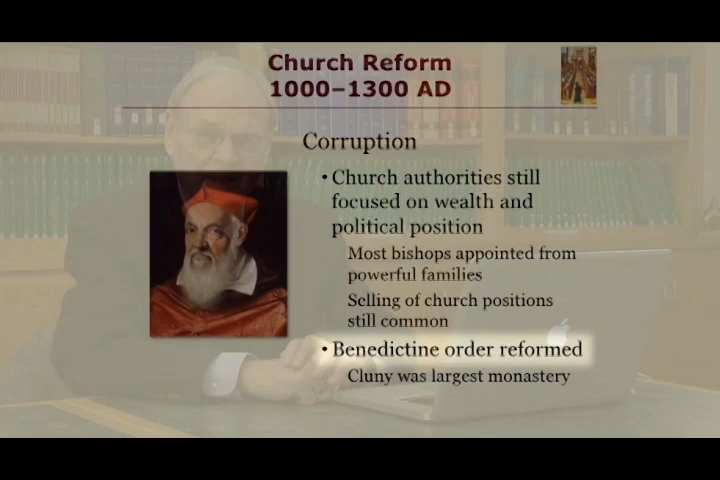 Church Reform
1000–1300 AD
Corruption
• Church authorities still
focused on wealth and
political position
Most bishops appointed from
powerful families
Selling of church positions
still common
• Benedictine order reformed
Cluny was largest monastery